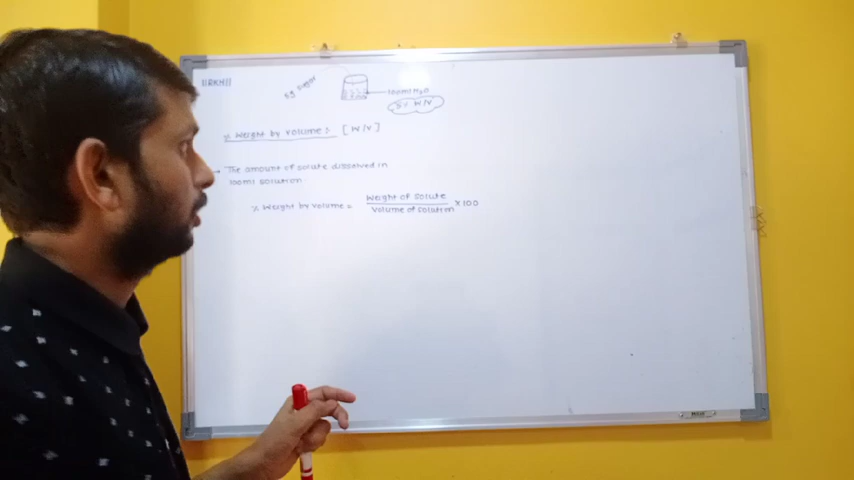 ||RKH||
5g sugar
100ml H₂O
5% W/V
% Weight by volume :- [W/V]
→ The amount of solute dissolved in
100ml solution
% Weight by volume = Weight of solute / Volume of solution × 100